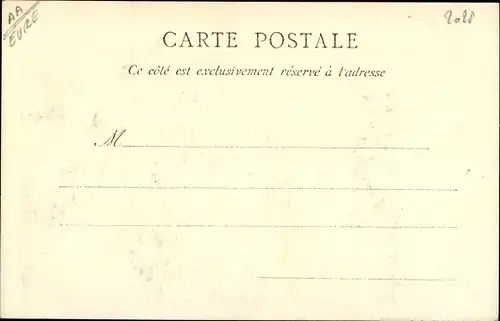 AA
EURE
2028
CARTE POSTALE
Ce côté est exclusivement réservé à l'adresse
M